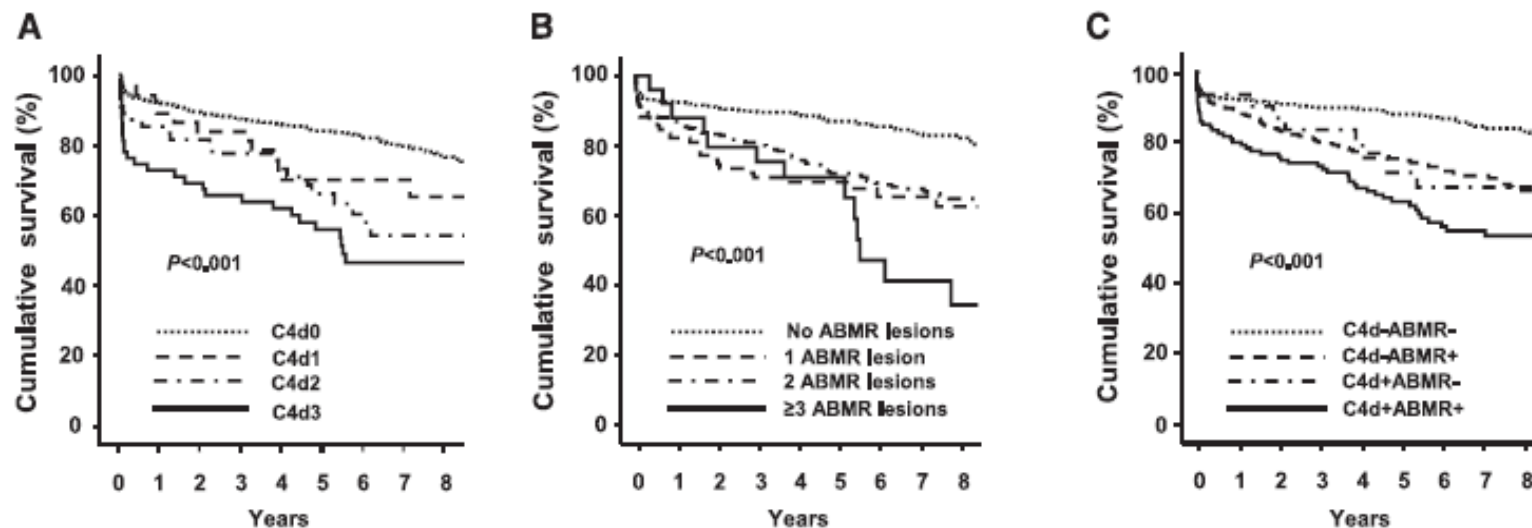 A
Cumulative survival (%)
100
80
60
40
20
0
P<0.001
C4d0
C4d1
C4d2
C4d3
0 1 2 3 4 5 6 7 8
Years
B
Cumulative survival (%)
100
80
60
40
20
0
P<0.001
No ABMR lesions
1 ABMR lesion
2 ABMR lesions
≥3 ABMR lesions
0 1 2 3 4 5 6 7 8
Years
C
Cumulative survival (%)
100
80
60
40
20
0
P<0.001
C4d-ABMR-
C4d-ABMR+
C4d+ABMR-
C4d+ABMR+
0 1 2 3 4 5 6 7 8
Years